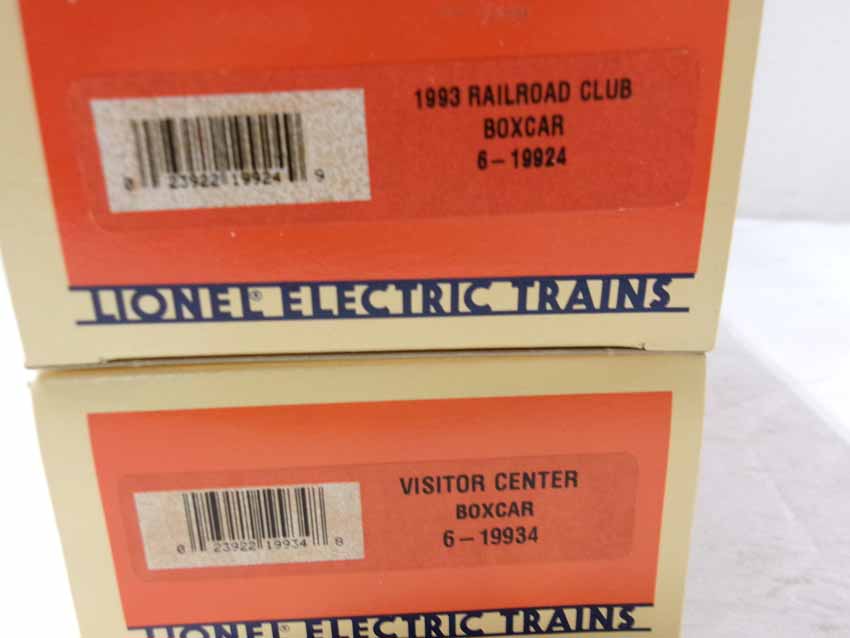 1993 RAILROAD CLUB
BOXCAR
6-19924
0 23922 19924 9
LIONEL® ELECTRIC TRAINS
VISITOR CENTER
BOXCAR
6-19934
0 23922 19934 8
LIONEL® ELECTRIC TRAINS